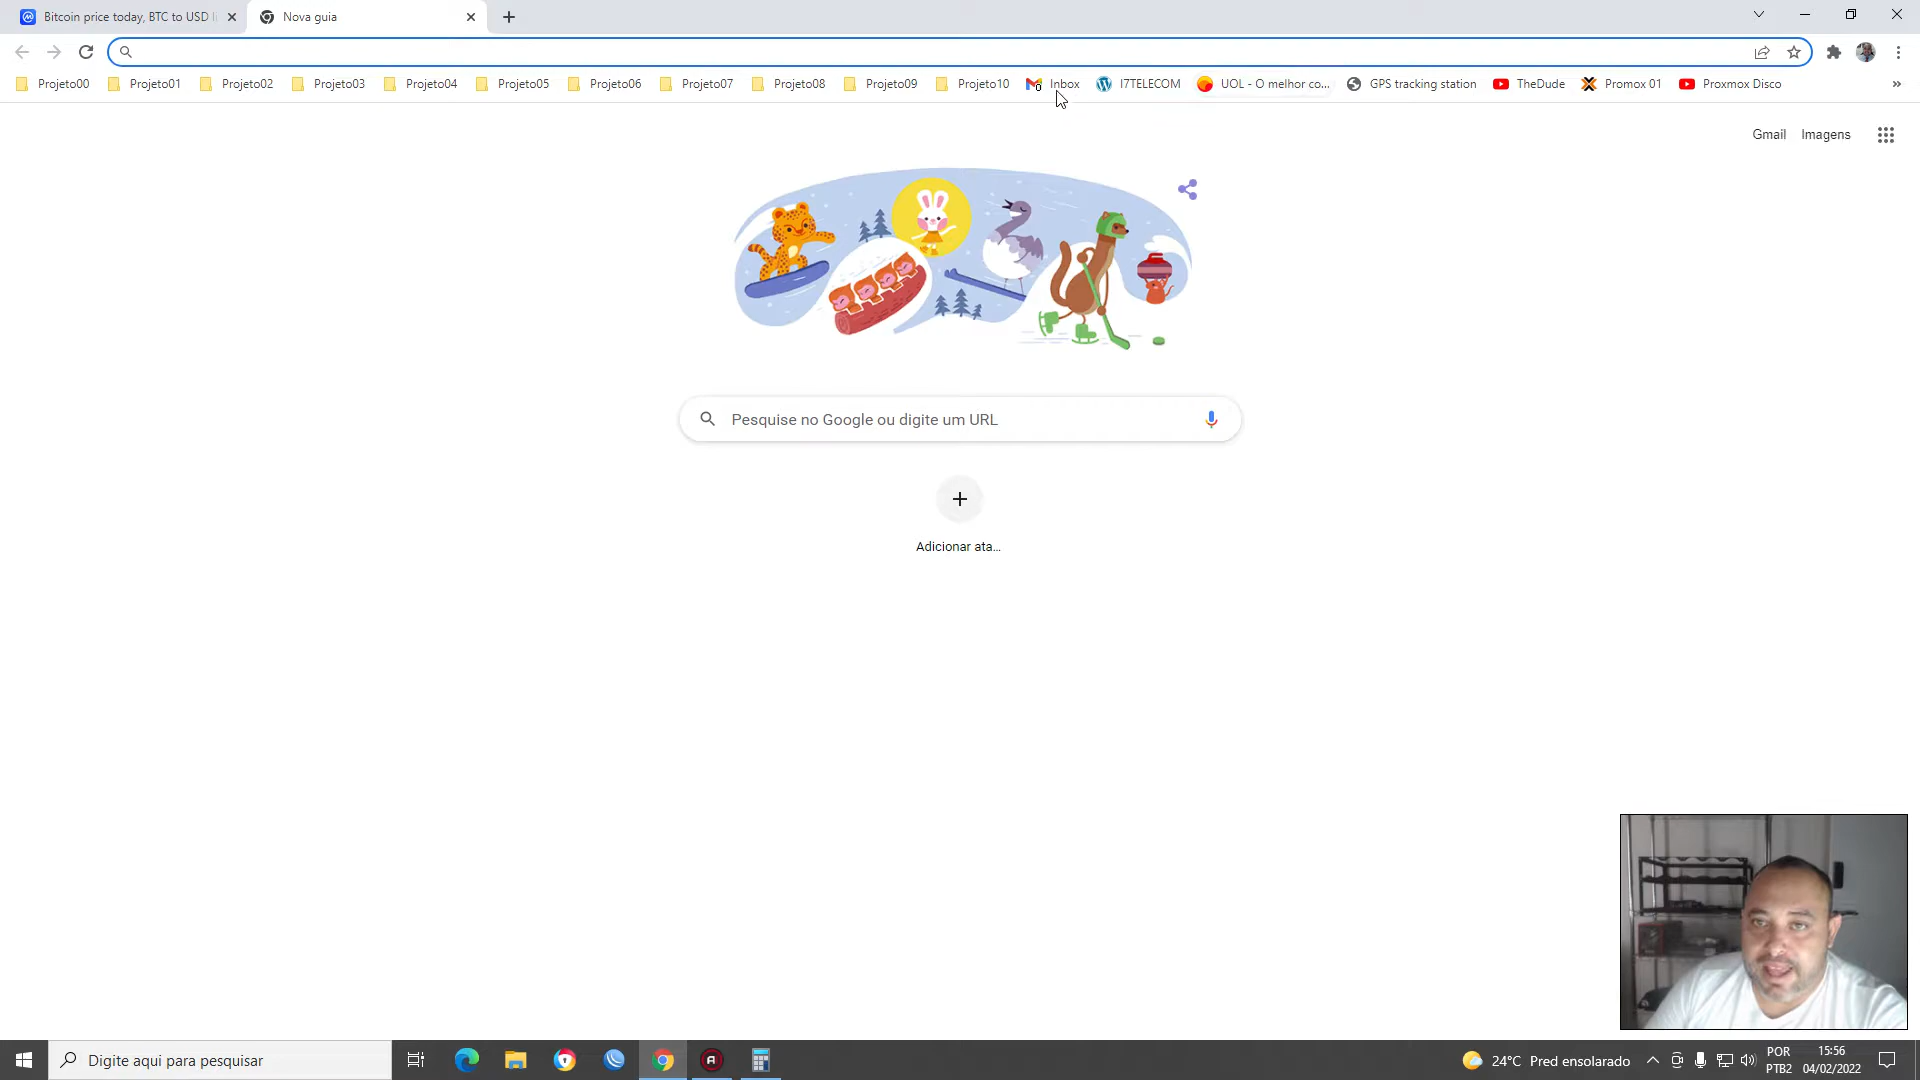 Bitcoin price today, BTC to USD li
Nova guia
Projeto00 Projeto01 Projeto02 Projeto03 Projeto04 Projeto05 Projeto06 Projeto07 Projeto08 Projeto09 Projeto10 Inbox I7TELECOM UOL - O melhor co... GPS tracking station TheDude Promox 01 Proxmox Disco »
Gmail Imagens
Pesquise no Google ou digite um URL
Adicionar ata...
Digite aqui para pesquisar
24°C Pred ensolarado
POR
PTB2
15:56
04/02/2022